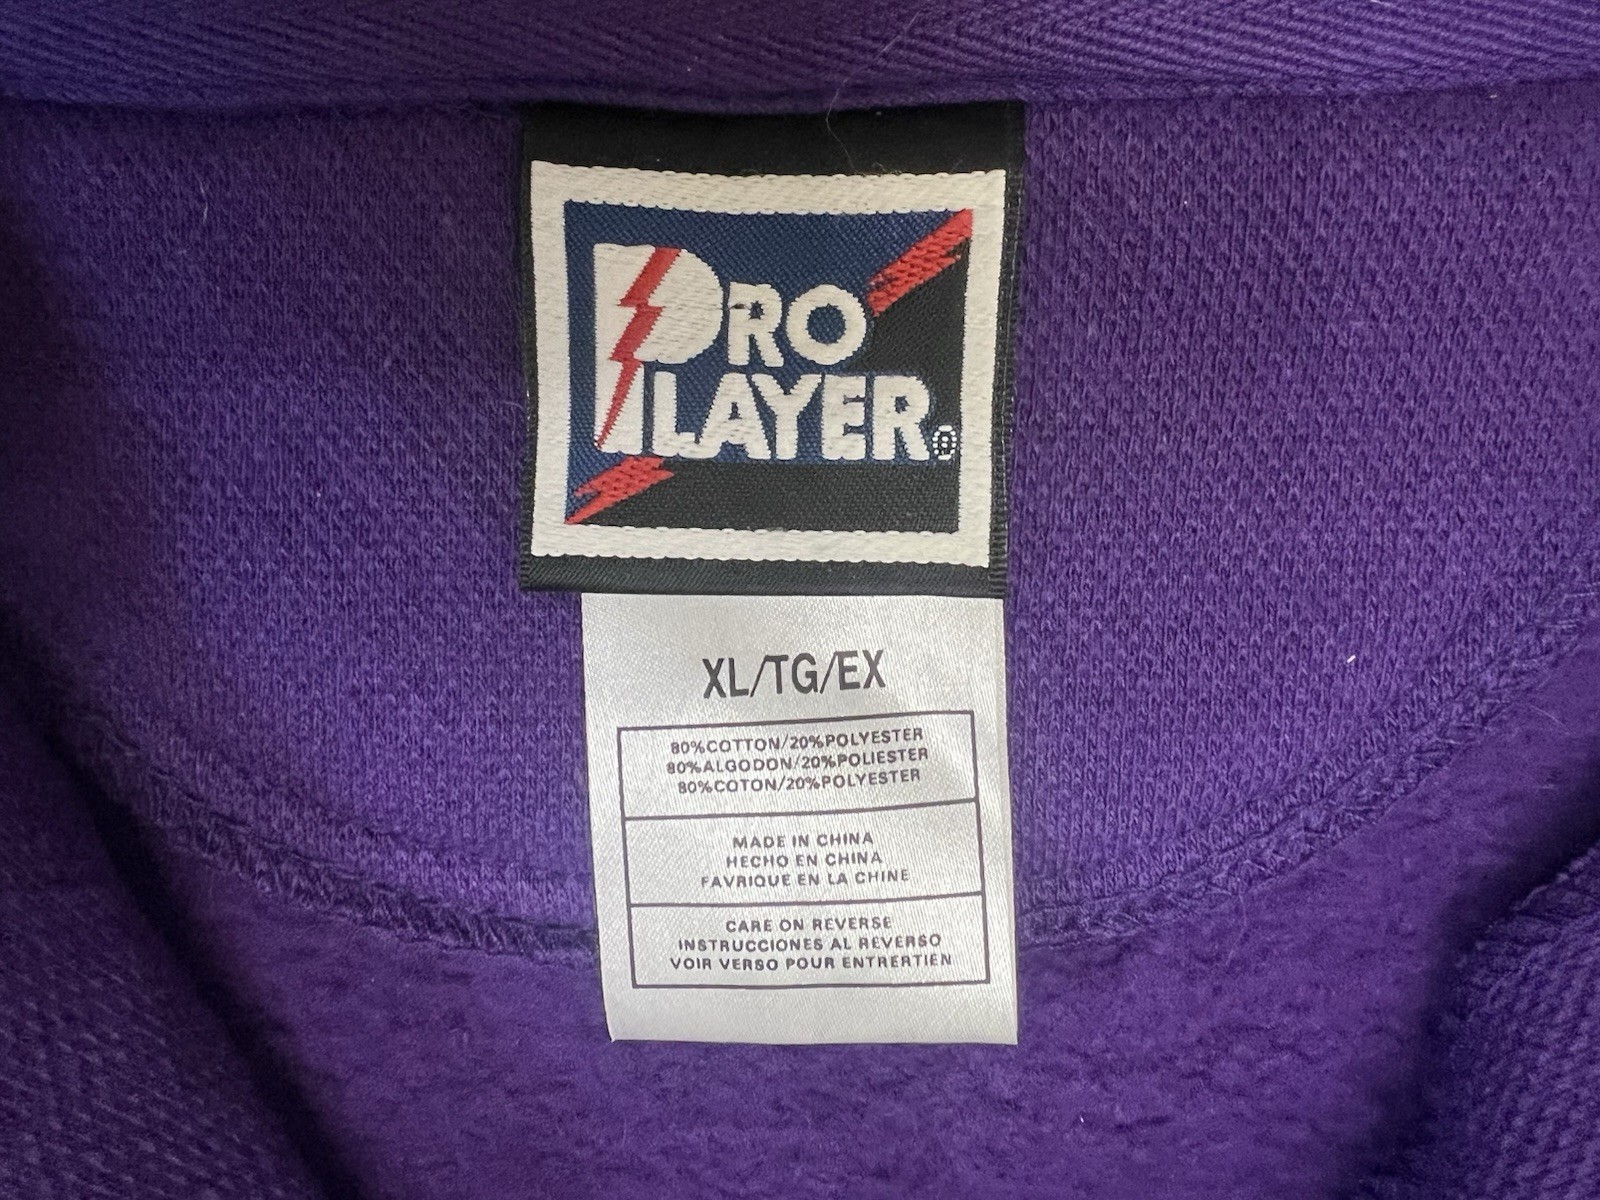 PRO
PLAYER®
XL/TG/EX
80%COTTON/20%POLYESTER
80%ALGODON/20%POLIESTER
80%COTON/20%POLYESTER
MADE IN CHINA
HECHO EN CHINA
FAVRIQUE EN LA CHINE
CARE ON REVERSE
INSTRUCCIONES AL REVERSO
VOIR VERSO POUR ENTRERTIEN